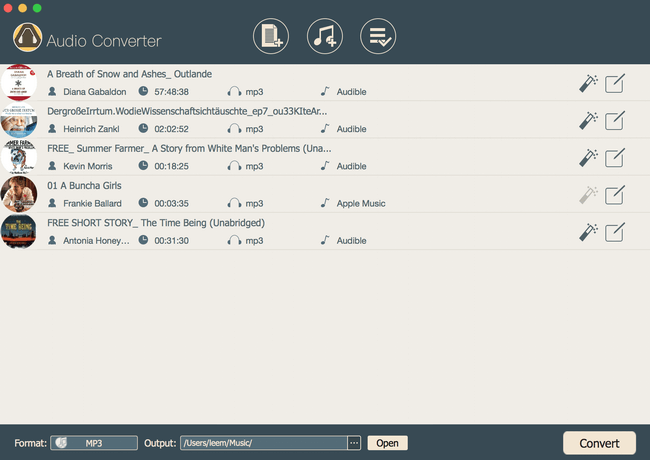 Audio Converter
A Breath of Snow and Ashes_ Outlande
Diana Gabaldon 57:48:38 mp3 Audible
DergroßeIrrtum.WodieWissenschaftsichtäuschte_ep7_ou33KIteAr...
Heinrich Zankl 02:02:52 mp3 Audible
FREE_ Summer Farmer_ A Story from White Man's Problems (Una...
Kevin Morris 00:18:25 mp3 Audible
01 A Buncha Girls
Frankie Ballard 00:03:35 mp3 Apple Music
FREE SHORT STORY_ The Time Being (Unabridged)
Antonia Honey... 00:31:30 mp3 Audible
Format: MP3 Output: /Users/leem/Music/ ... Open Convert